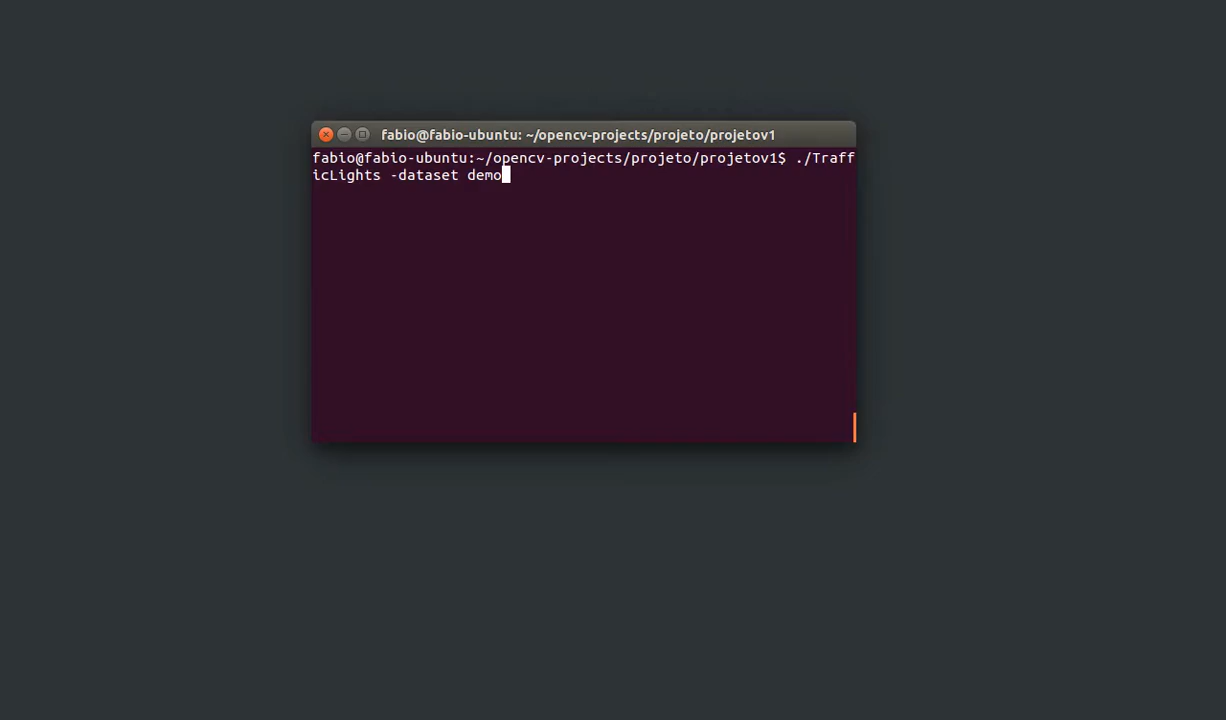 fabio@fabio-ubuntu: ~/opencv-projects/projeto/projetov1
fabio@fabio-ubuntu:~/opencv-projects/projeto/projetov1$ ./Traff
icLights -dataset demo